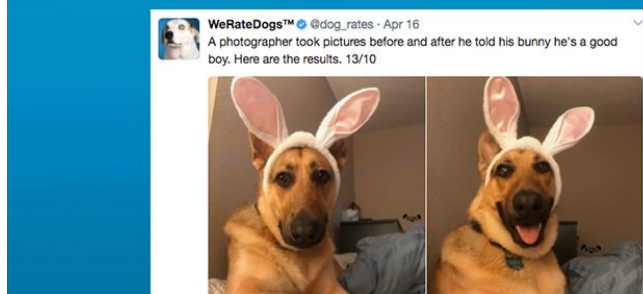 WeRateDogs™ @dog_rates · Apr 16
A photographer took pictures before and after he told his bunny he's a good
boy. Here are the results. 13/10